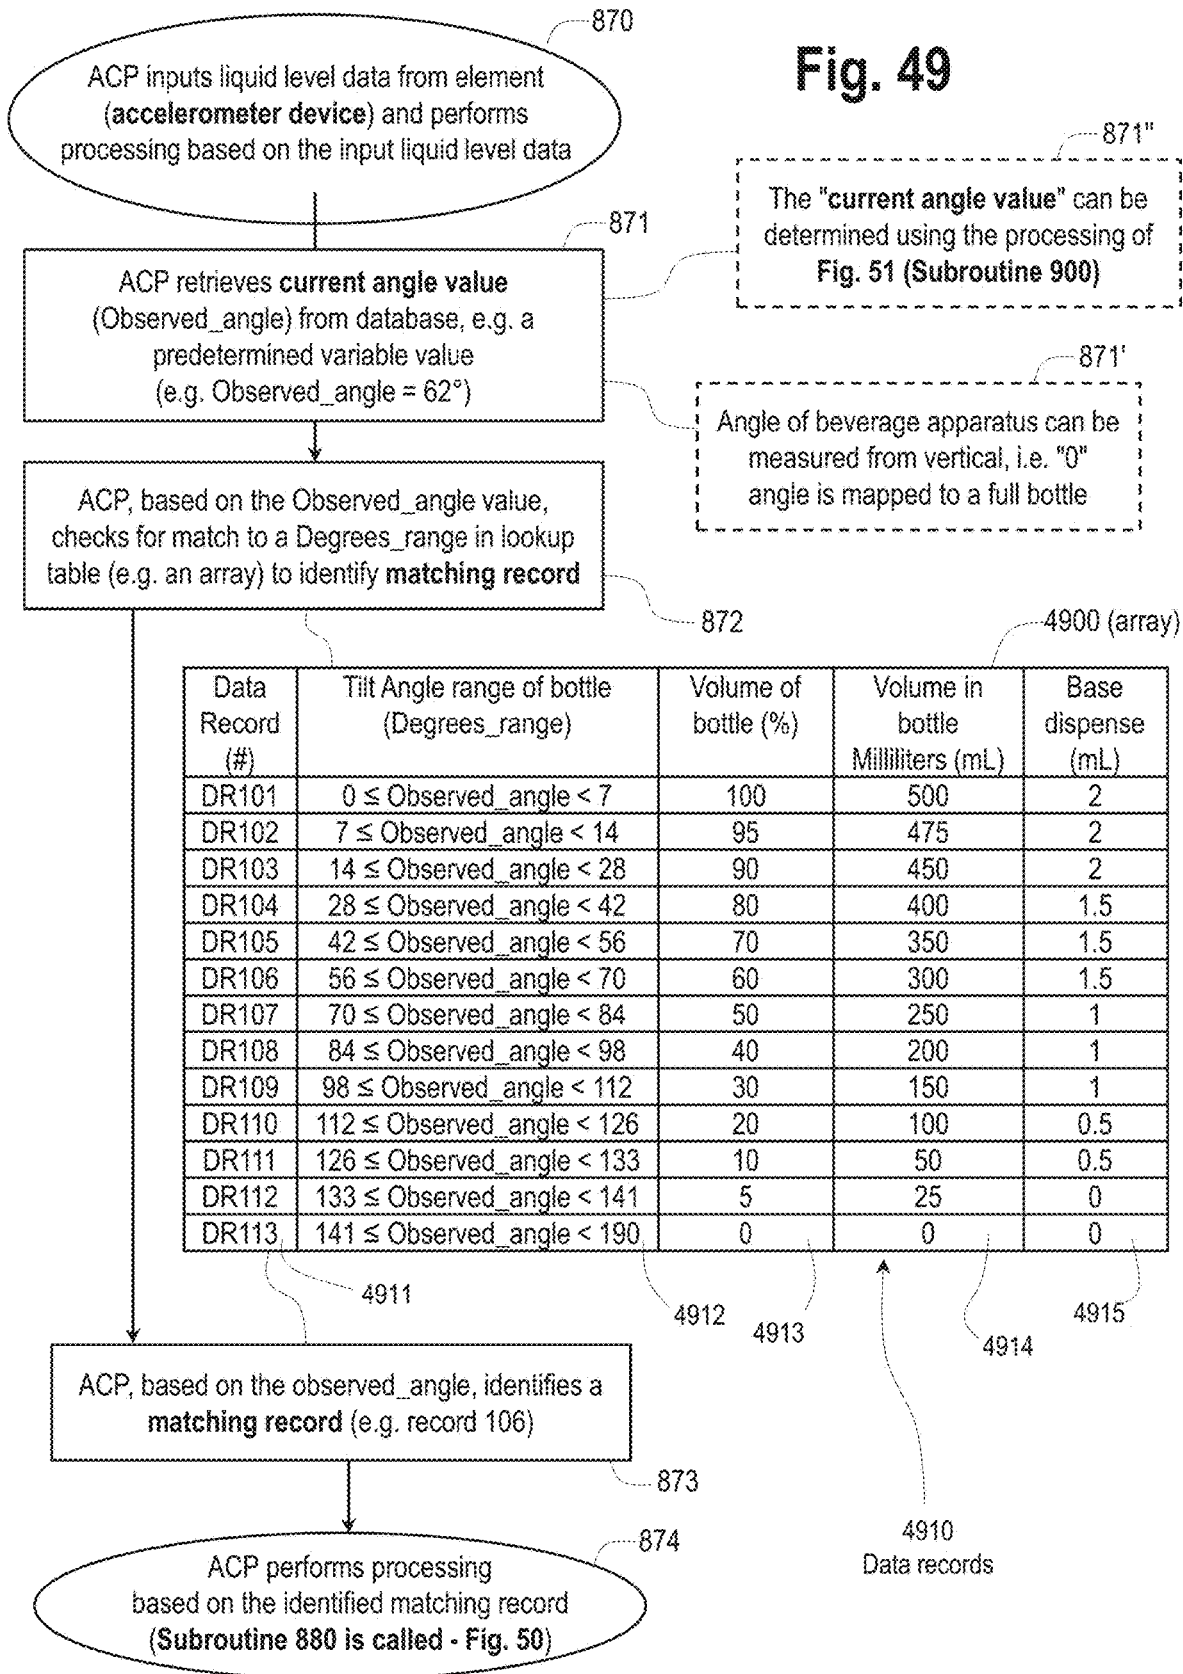 870
Fig. 49
ACP inputs liquid level data from element
(accelerometer device) and performs
processing based on the input liquid level data
871"
The "current angle value" can be
determined using the processing of
Fig. 51 (Subroutine 900)
871
ACP retrieves current angle value
(Observed_angle) from database, e.g. a
predetermined variable value
(e.g. Observed_angle = 62°)
871'
Angle of beverage apparatus can be
measured from vertical, i.e. "0"
angle is mapped to a full bottle
ACP, based on the Observed_angle value,
checks for match to a Degrees_range in lookup
table (e.g. an array) to identify matching record
872
4900 (array)
Data Record (#) Tilt Angle range of bottle (Degrees_range) Volume of bottle (%) Volume in bottle Milliliters (mL) Base dispense (mL)
DR101 0 ≤ Observed_angle < 7 100 500 2
DR102 7 ≤ Observed_angle < 14 95 475 2
DR103 14 ≤ Observed_angle < 28 90 450 2
DR104 28 ≤ Observed_angle < 42 80 400 1.5
DR105 42 ≤ Observed_angle < 56 70 350 1.5
DR106 56 ≤ Observed_angle < 70 60 300 1.5
DR107 70 ≤ Observed_angle < 84 50 250 1
DR108 84 ≤ Observed_angle < 98 40 200 1
DR109 98 ≤ Observed_angle < 112 30 150 1
DR110 112 ≤ Observed_angle < 126 20 100 0.5
DR111 126 ≤ Observed_angle < 133 10 50 0.5
DR112 133 ≤ Observed_angle < 141 5 25 0
DR113 141 ≤ Observed_angle < 190 0 0 0
4911
4912
4913
4914
4915
ACP, based on the observed_angle, identifies a
matching record (e.g. record 106)
873
4910
Data records
874
ACP performs processing
based on the identified matching record
(Subroutine 880 is called - Fig. 50)